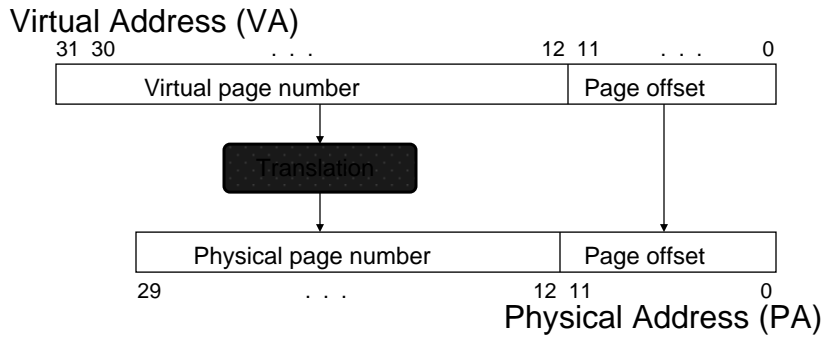 Virtual Address (VA)
31 30 . . . 12 11 . . . 0
Virtual page number Page offset
Translation
Physical page number Page offset
29 . . . 12 11 0
Physical Address (PA)